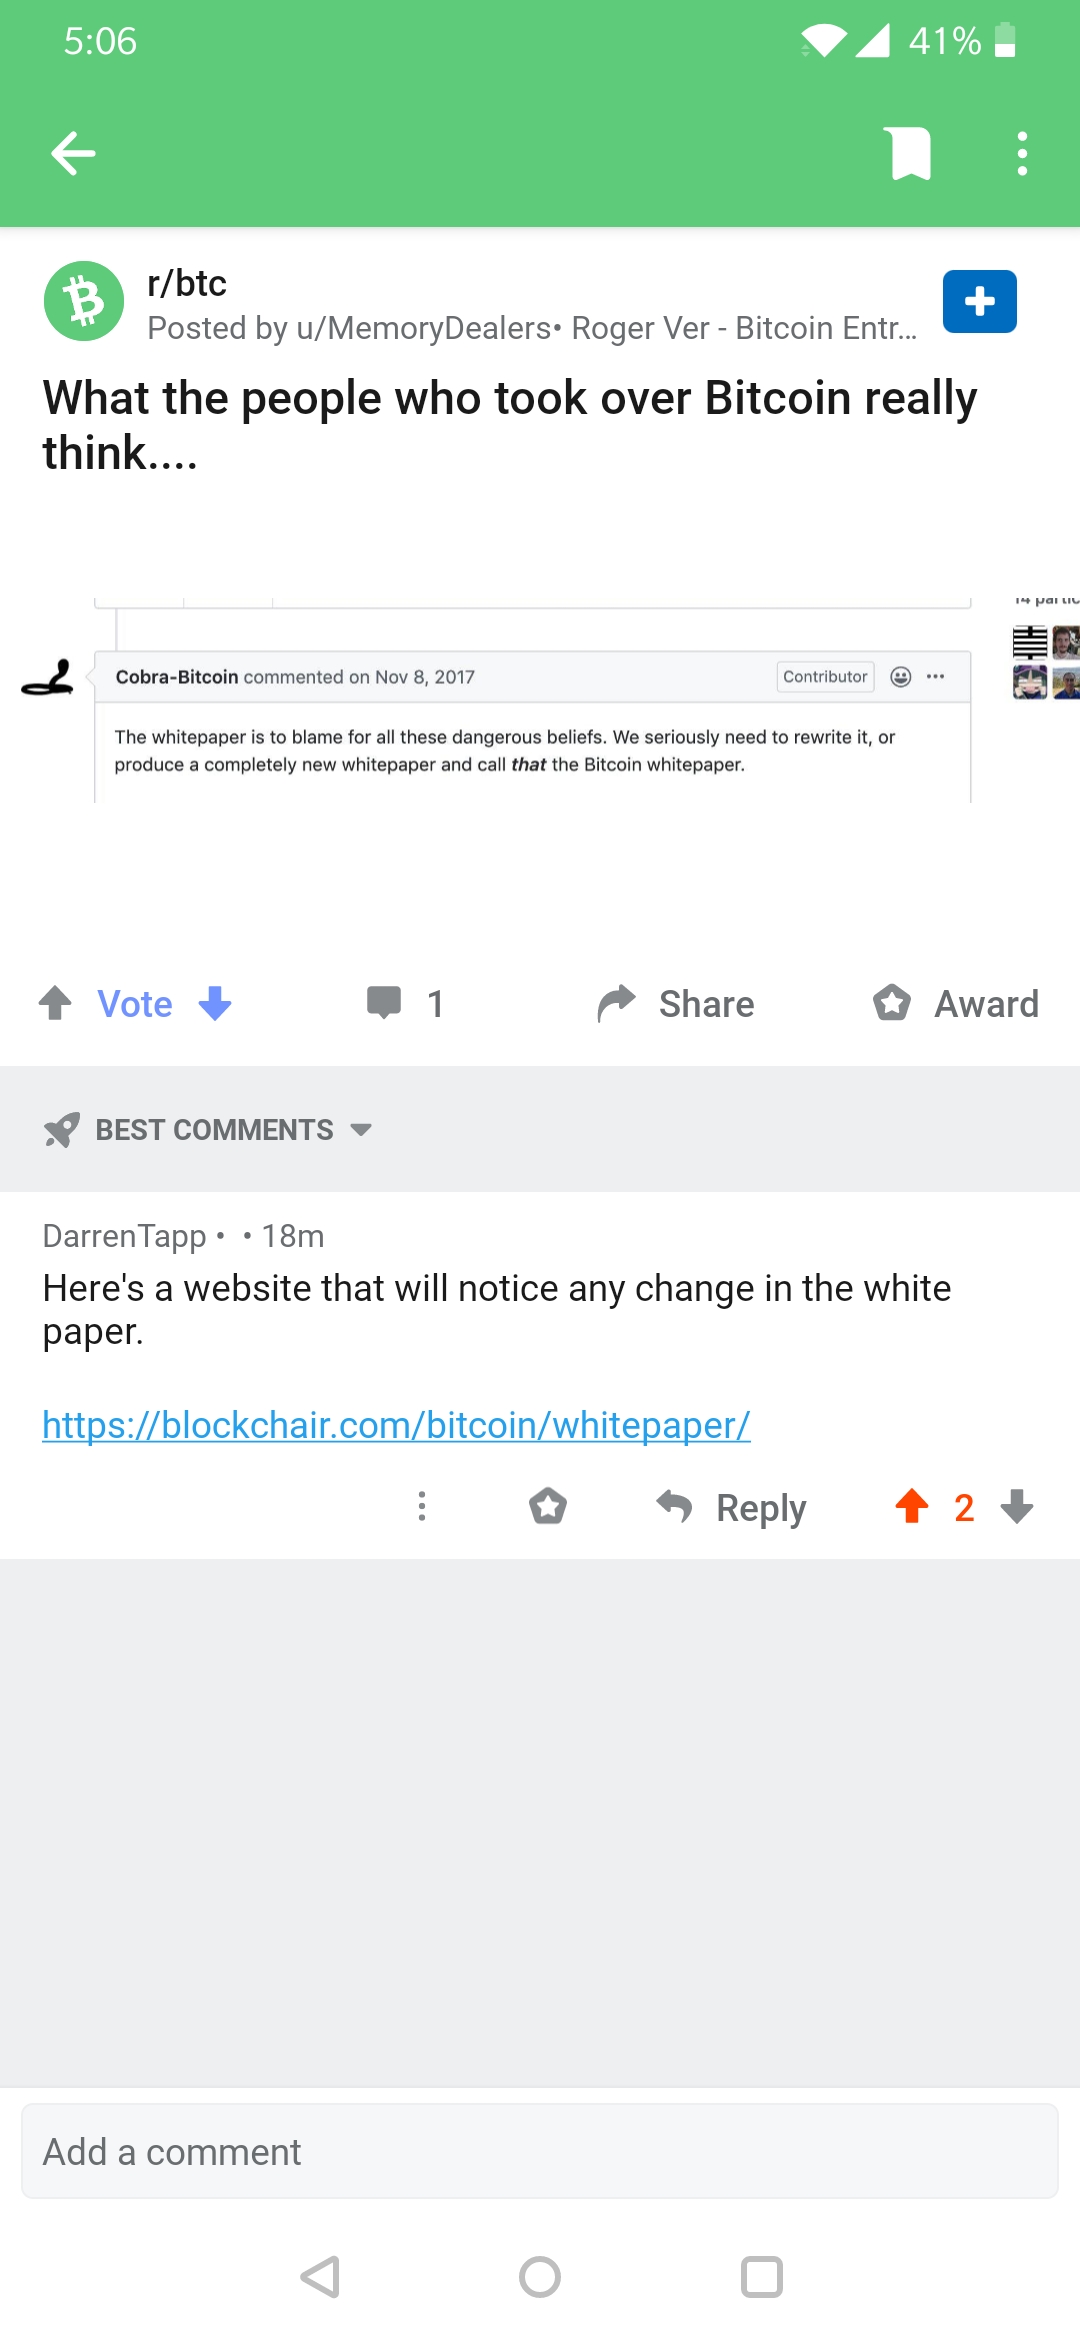 5:06
41%
r/btc
Posted by u/MemoryDealers• Roger Ver - Bitcoin Entr...
What the people who took over Bitcoin really
think....
Cobra-Bitcoin commented on Nov 8, 2017
Contributor
The whitepaper is to blame for all these dangerous beliefs. We seriously need to rewrite it, or
produce a completely new whitepaper and call that the Bitcoin whitepaper.
Vote
1
Share
Award
BEST COMMENTS
DarrenTapp • • 18m
Here's a website that will notice any change in the white
paper.
https://blockchair.com/bitcoin/whitepaper/
Reply
2
Add a comment